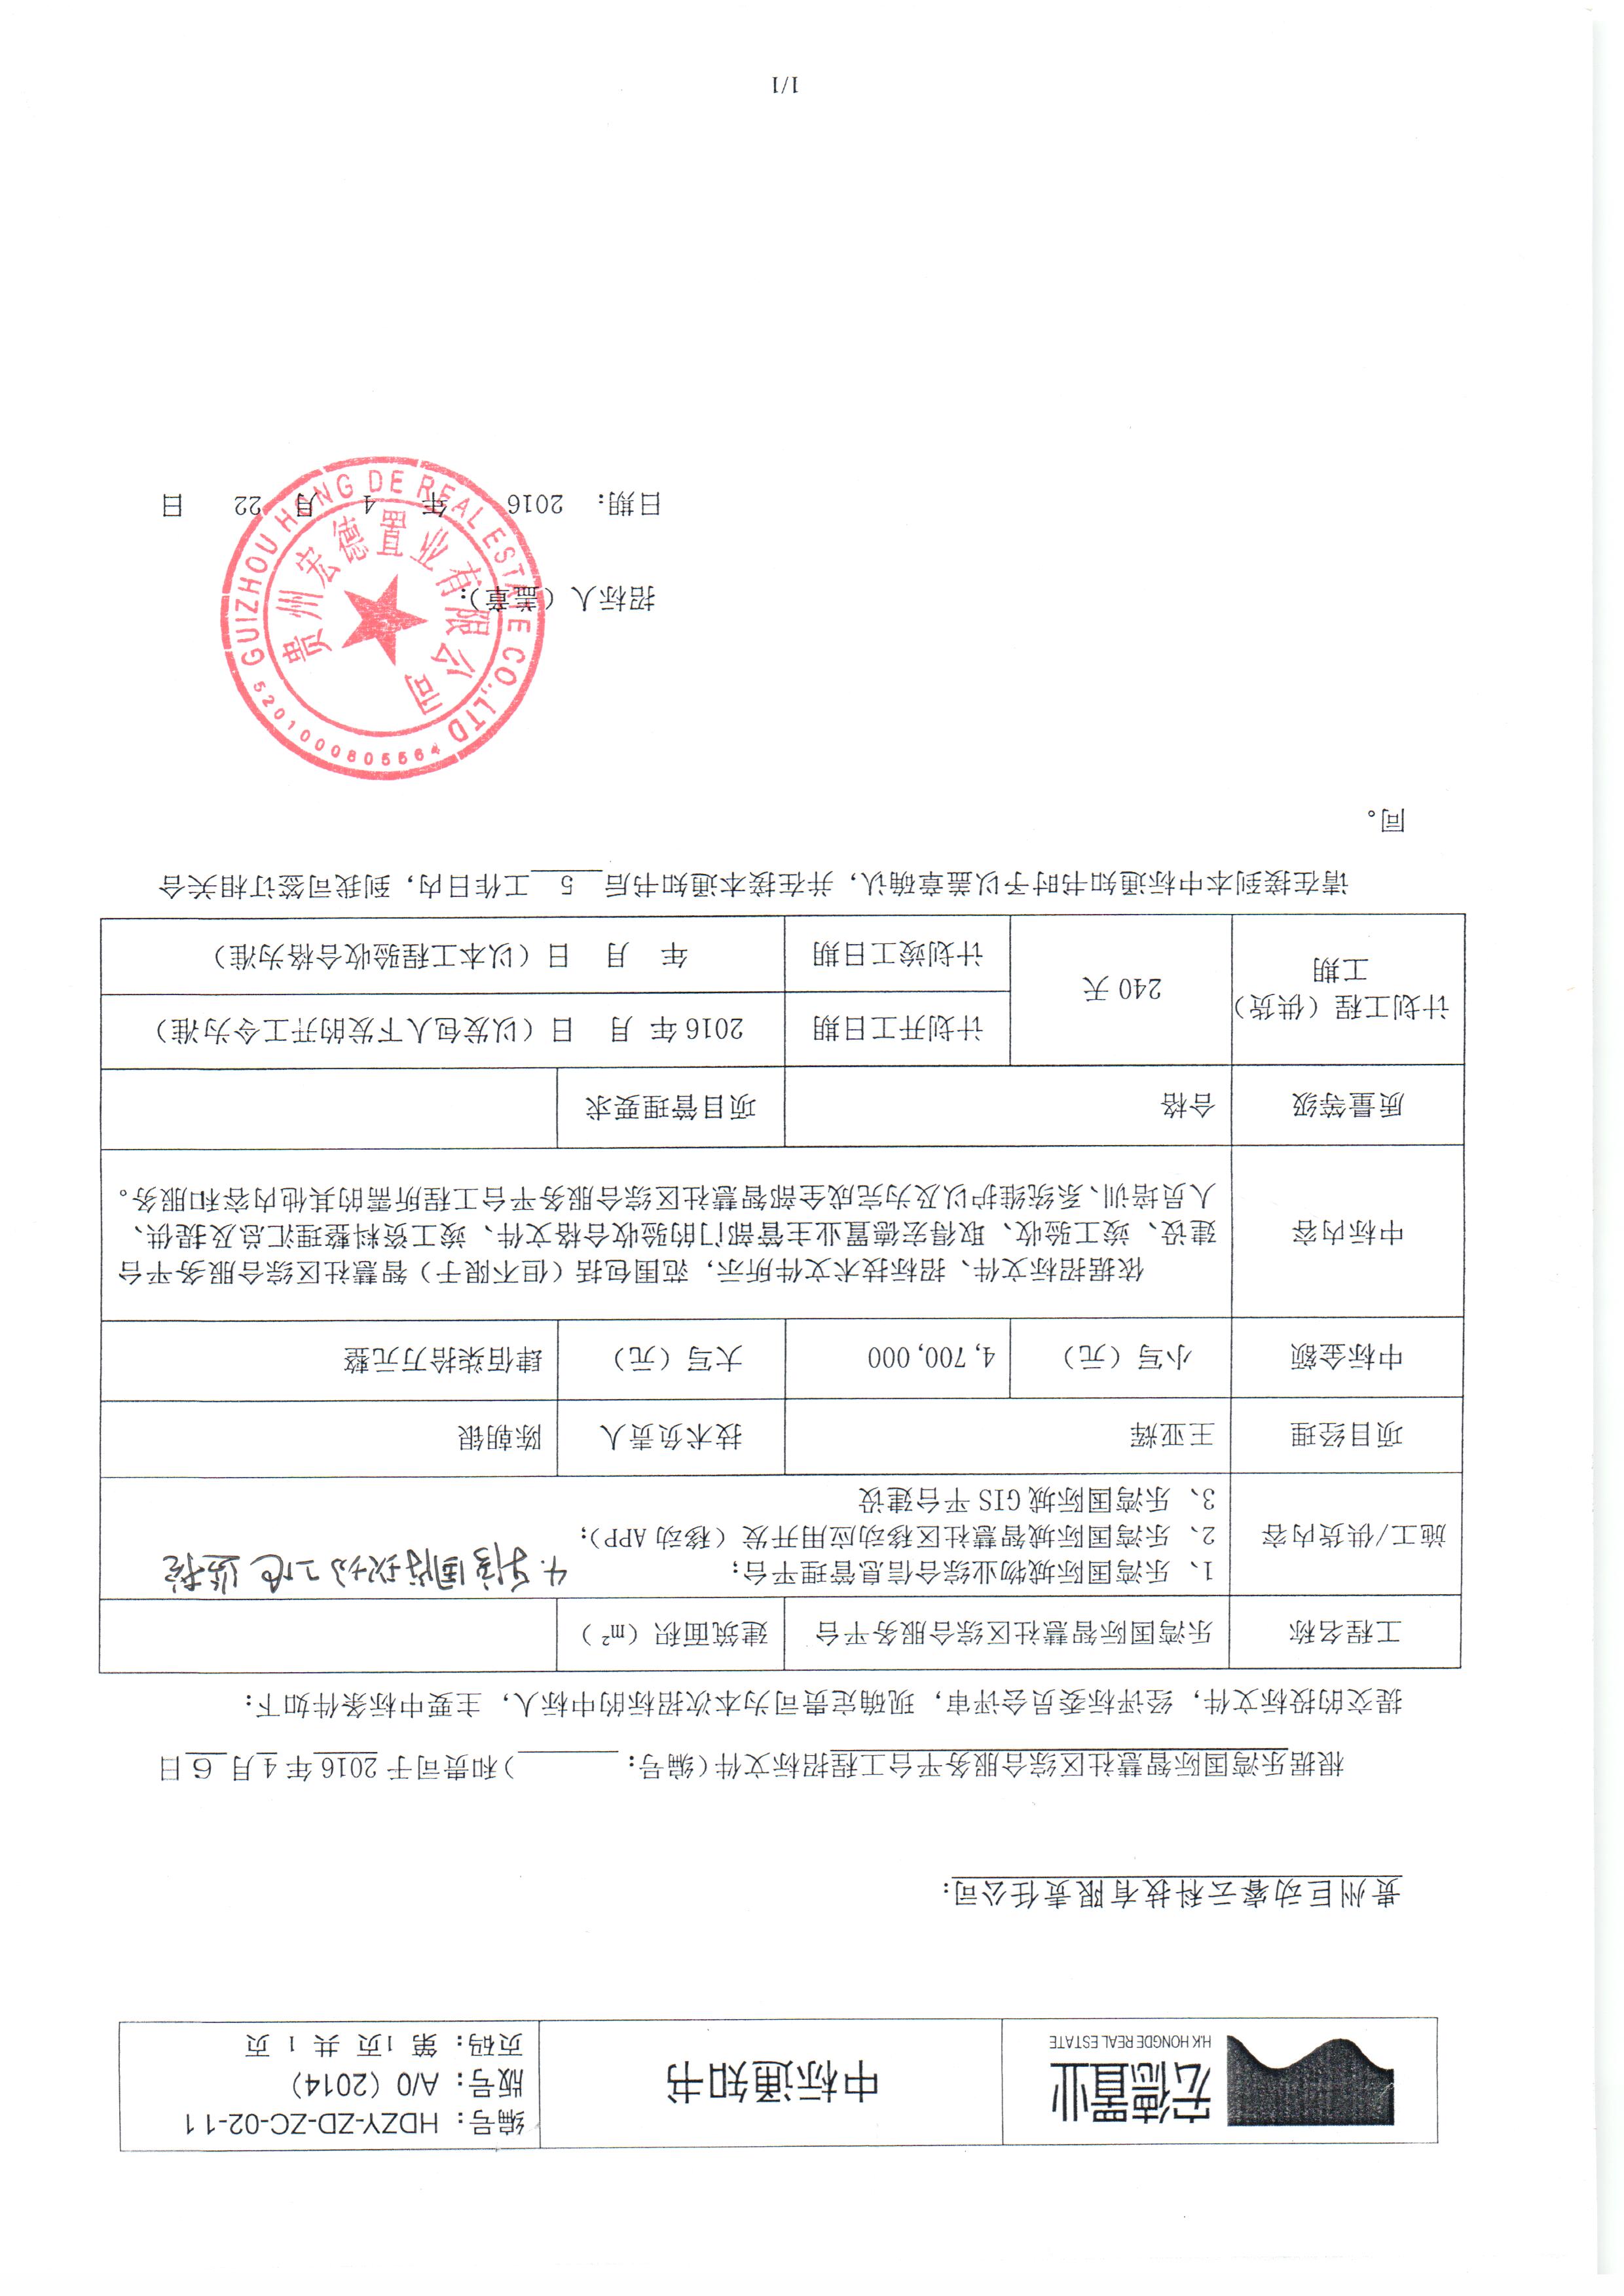 宏德置业
H.K HONGDE REAL ESTATE
中标通知书
编号：HDZY-ZD-ZC-02-11
版号：A/0（2014）
页码：第 1页 共 1 页
贵州巨动睿云科技有限责任公司：
根据乐湾国际智慧社区综合服务平台工程招标文件（编号：______）和贵司于 2016 年 4 月 6 日
提交的投标文件，经评标委员会评审，现确定贵司为本次招标的中标人，主要中标条件如下：
工程名称 乐湾国际智慧社区综合服务平台 建筑面积（m²）
施工/供货内容
1、乐湾国际城物业综合信息管理平台；
2、乐湾国际城智慧社区移动应用开发（移动 APP）；
3、乐湾国际城 GIS 平台建设
4.乐湾国际现场工地监控
项目经理 王亚辉 技术负责人 陈朝银
中标金额 小写（元） 4,700,000 大写（元） 肆佰柒拾万元整
中标内容
依据招标文件、招标技术文件所示，范围包括（但不限于）智慧社区综合服务平台
建设、竣工验收、取得宏德置业主管部门的验收合格文件、竣工资料整理汇总及提供、
人员培训、系统维护以及为完成全部智慧社区综合服务平台工程所需的其他内容和服务。
质量等级 合格 项目管理要求
计划工程（供货）
工期
240 天
计划开工日期 2016 年 月 日（以发包人下发的开工令为准）
计划竣工日期 年 月 日（以本工程验收合格为准）
请在接到本中标通知书时予以盖章确认，并在接本通知书后 5 工作日内，到我司签订相关合
同。
招标人（盖章）：
日期： 2016 年 4 月 22 日
贵州宏德置业有限公司
GUIZHOU HONG DE REAL ESTATE CO.,LTD
1/1